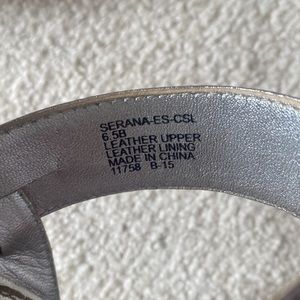 SERANA-ES-CSL
6.5B
LEATHER UPPER
LEATHER LINING
MADE IN CHINA
11758 B-15